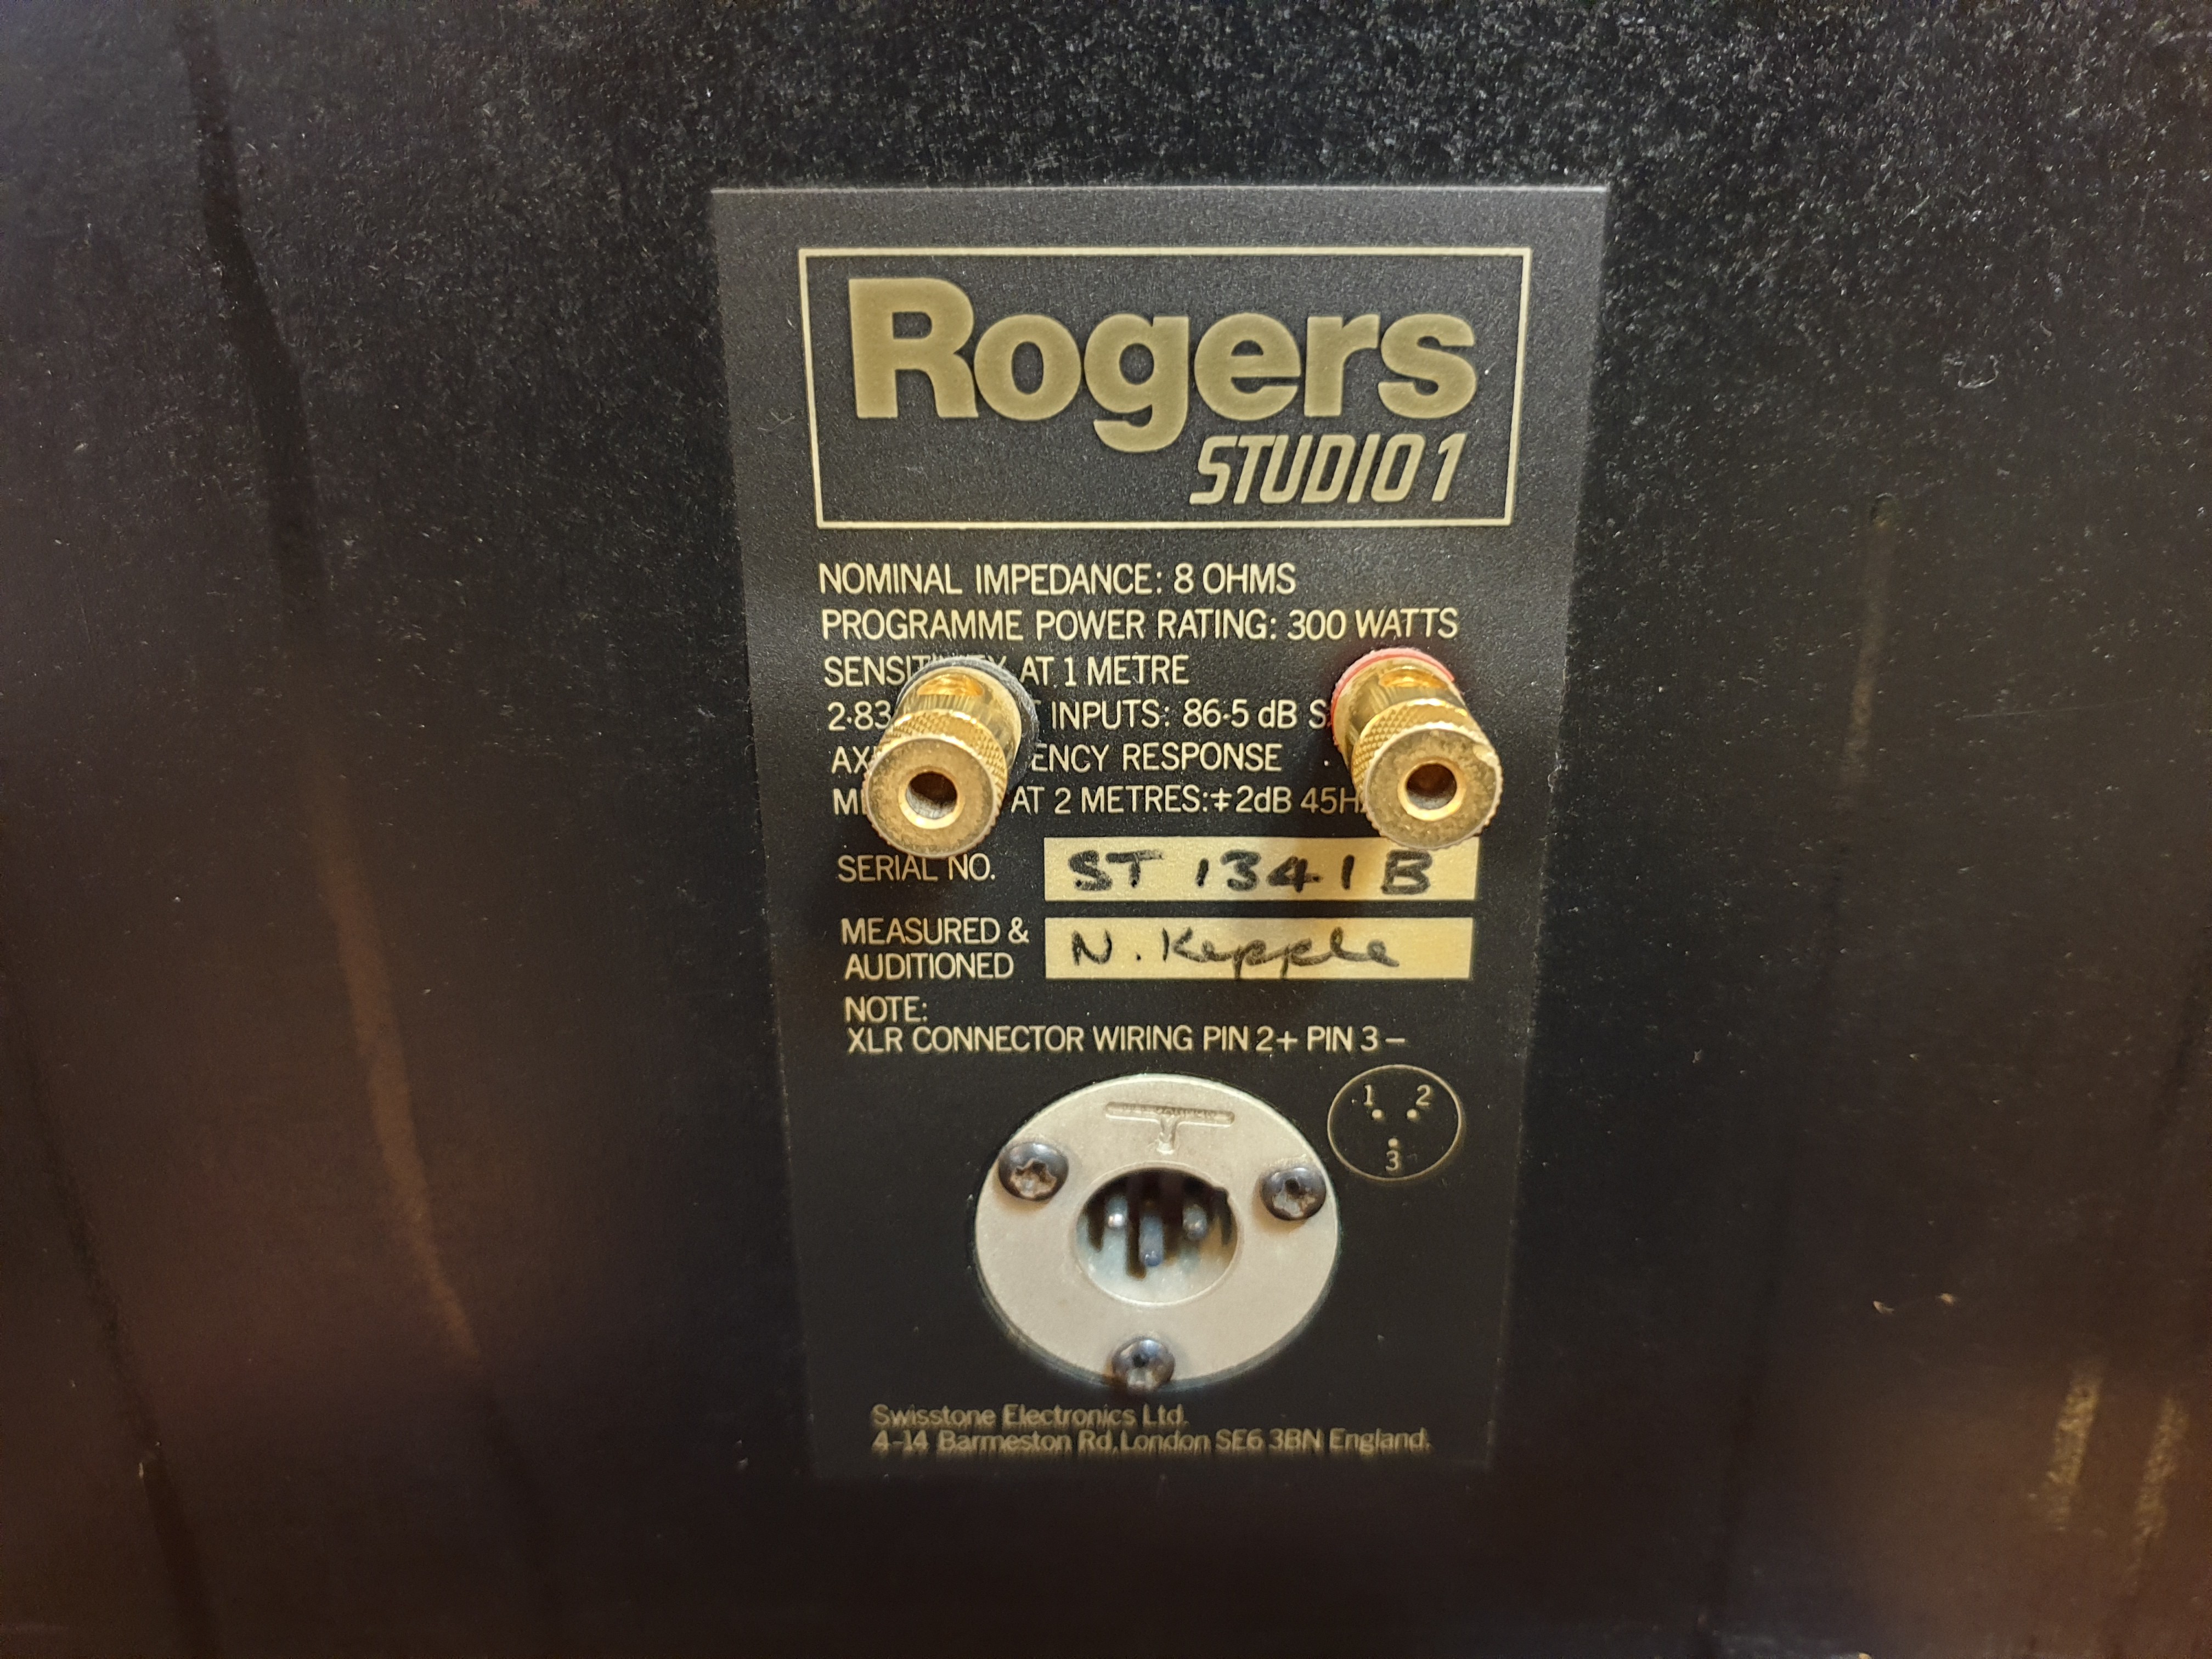 Rogers
STUDIO 1
NOMINAL IMPEDANCE: 8 OHMS
PROGRAMME POWER RATING: 300 WATTS
AT 1 METRE
INPUTS: 86·5 dB
RESPONSE
AT 2 METRES:∓2dB
SERIAL NO.
ST 1341B
MEASURED &
AUDITIONED
N. Kepple
NOTE:
XLR CONNECTOR WIRING PIN 2+ PIN 3–
1 2
3
Swisstone Electronics Ltd.
4-14 Barmeston Rd, London SE6 3BN England.